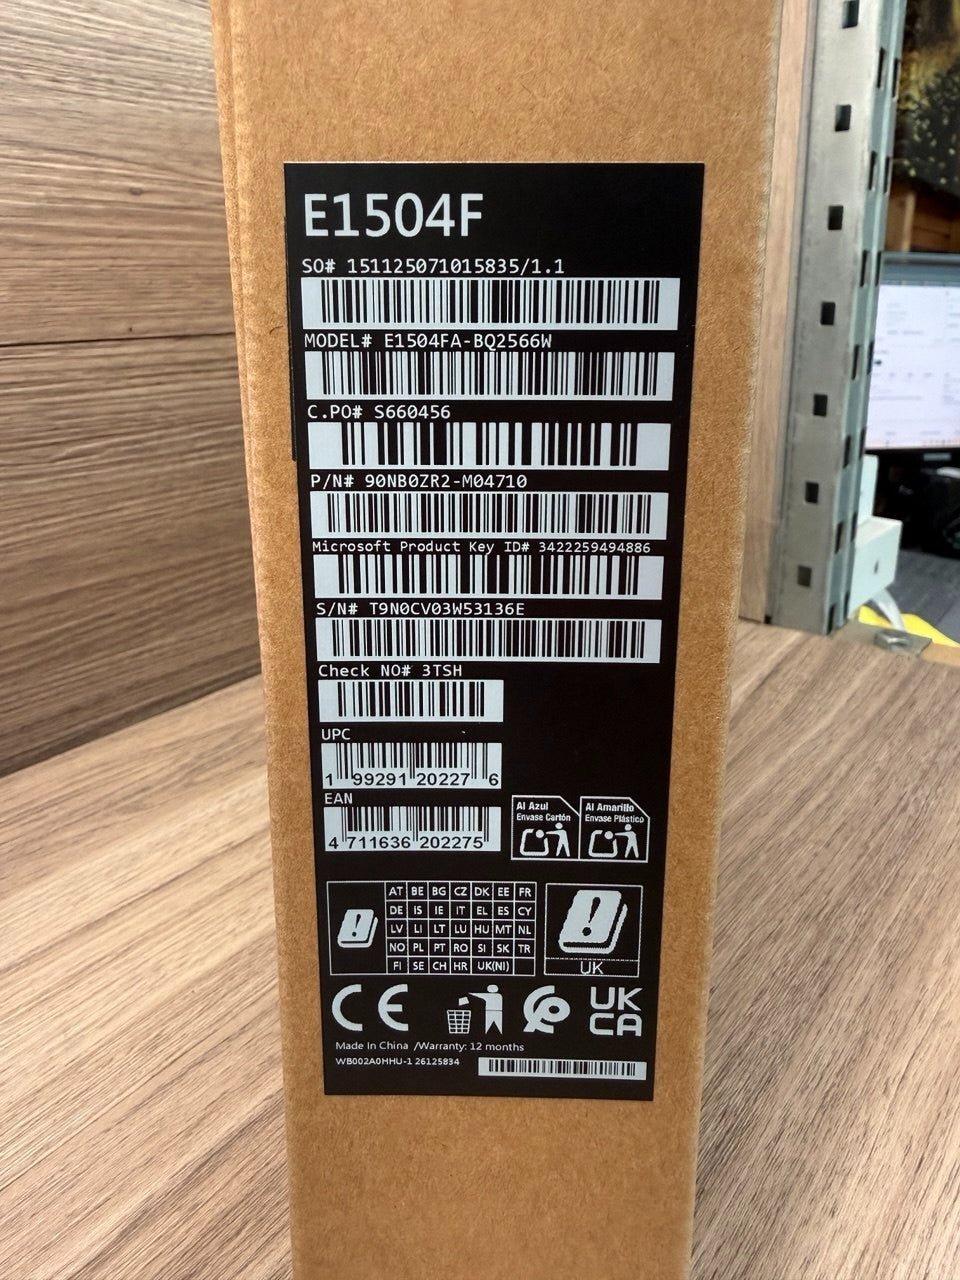 E1504F
SO# 151125071015835/1.1
MODEL# E1504FA-BQ2566W
C.PO# S660456
P/N# 90NB0ZR2-M04710
Microsoft Product Key ID# 3422259494886
S/N# T9N0CV03W53136E
Check NO# 3TSH
UPC
1 99291 20227 6
EAN
4 711636 202275
Al Azul
Envase Cartón
Al Amarillo
Envase Plástico
AT BE BG CZ DK EE FR
DE IS IE IT EL ES CY
LV LI LT LU HU MT NL
NO PL PT RO SI SK TR
FI SE CH HR UK(NI)
UK
CE
UK
CA
Made In China /Warranty: 12 months
WB002A0HHU-1 26125834